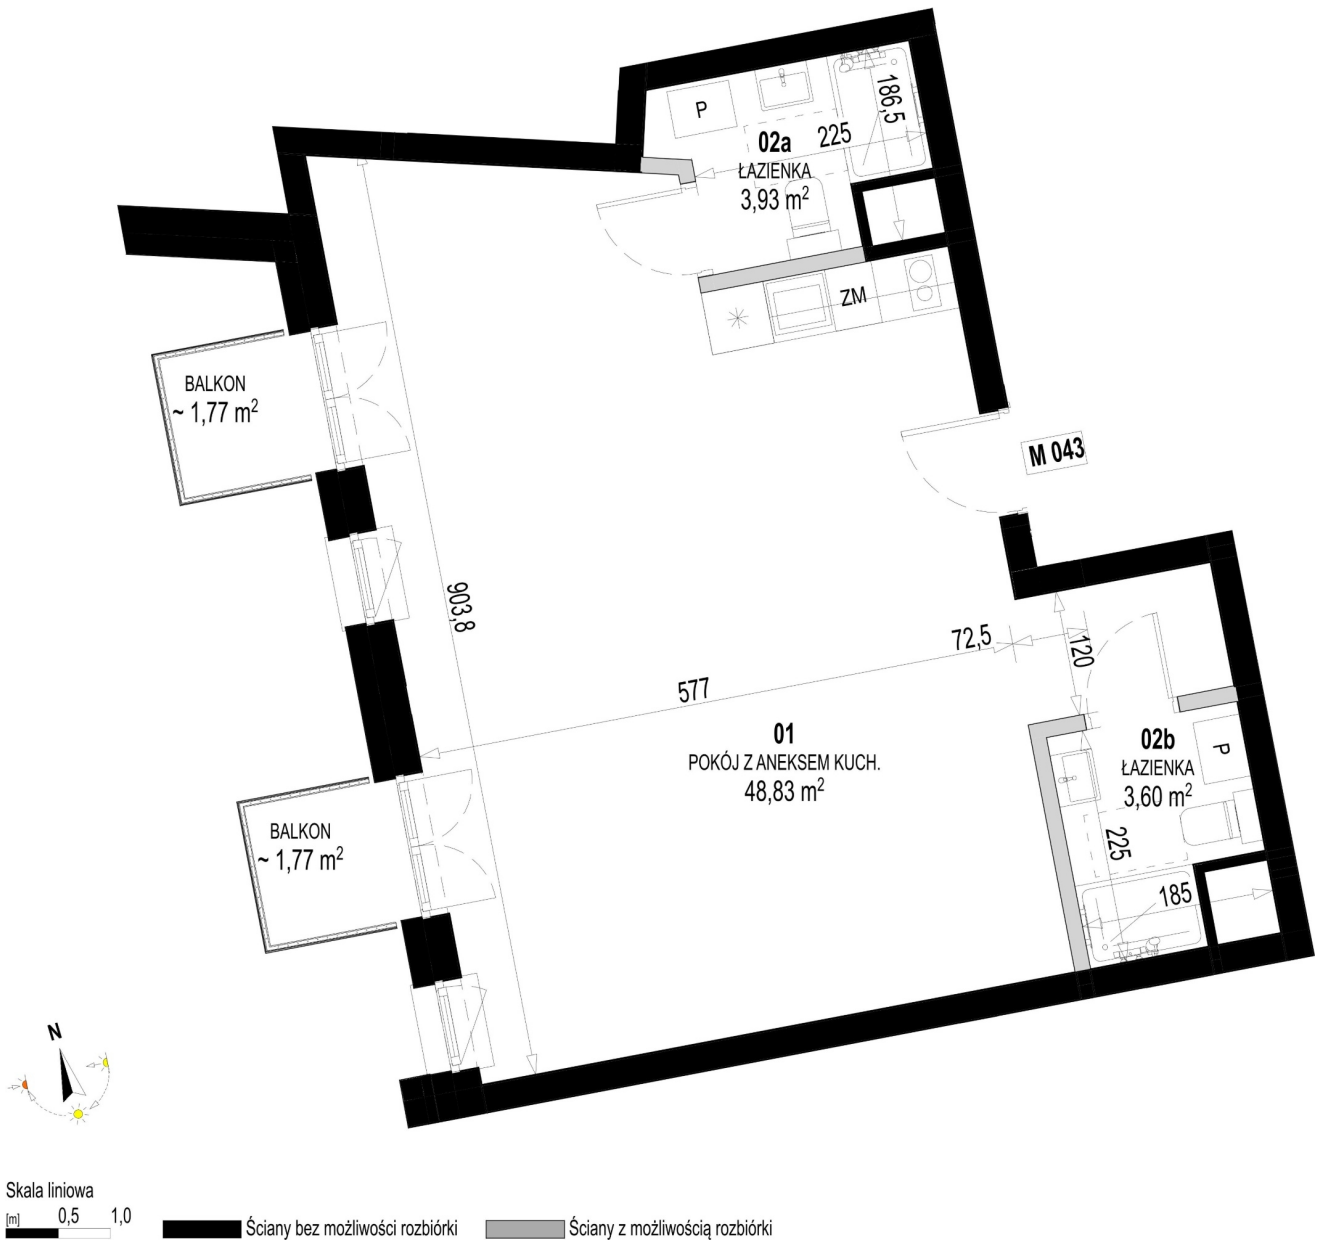 P
02a
ŁAZIENKA
3,93 m²
225
186,5
ZM
BALKON
~ 1,77 m²
M 043
903,8
577
72,5
120
01
POKÓJ Z ANEKSEM KUCH.
48,83 m²
02b
ŁAZIENKA
3,60 m²
P
225
185
BALKON
~ 1,77 m²
N
Skala liniowa
[m] 0,5 1,0
Ściany bez możliwości rozbiórki
Ściany z możliwością rozbiórki